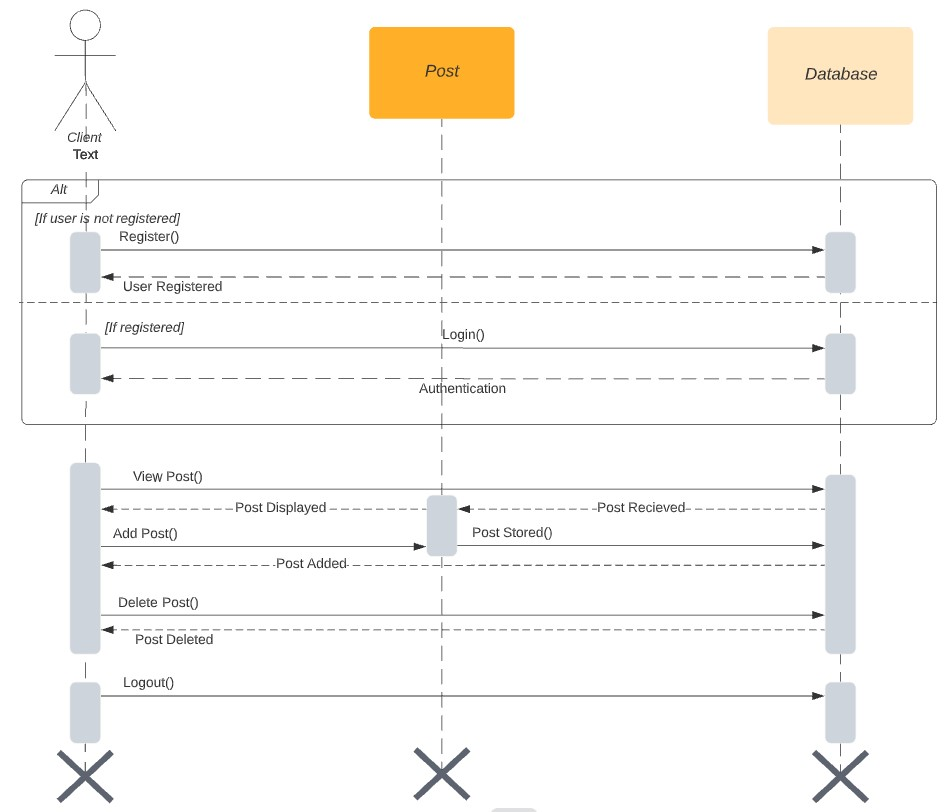 Post
Database
Client
Text
Alt
[If user is not registered]
Register()
User Registered
[If registered]
Login()
Authentication
View Post()
Post Displayed
Post Recieved
Add Post()
Post Stored()
Post Added
Delete Post()
Post Deleted
Logout()